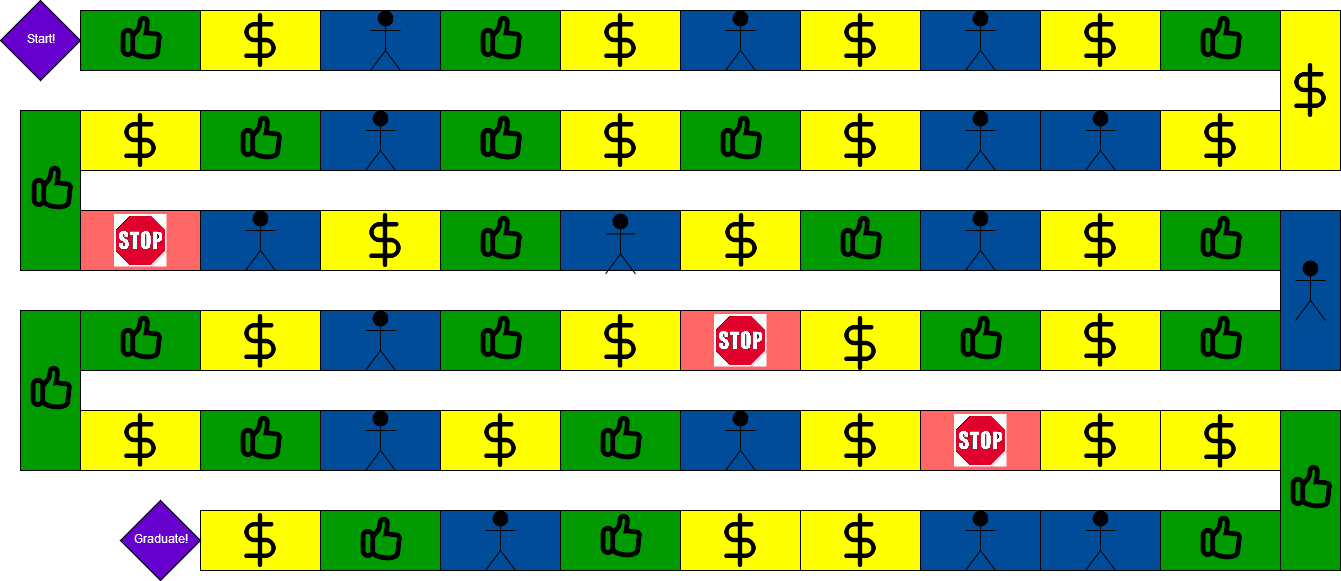 Start!
$ $ $ $ $
$ $ $ $
$ $ $
STOP
$ $ STOP $ $
$ $ $ STOP $ $
Graduate!
$ $ $